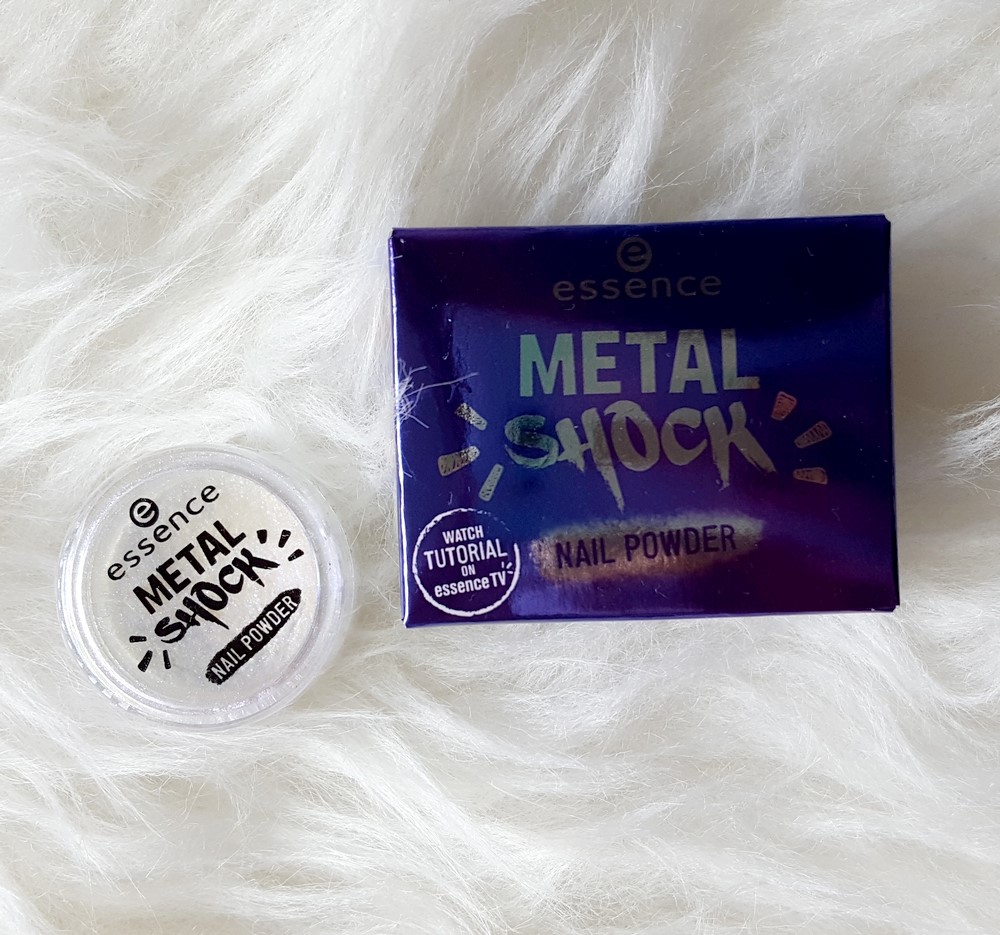 e
essence
METAL
SHOCK
NAIL POWDER
e
essence
METAL
SHOCK
NAIL POWDER
WATCH
TUTORIAL
ON
essence TV